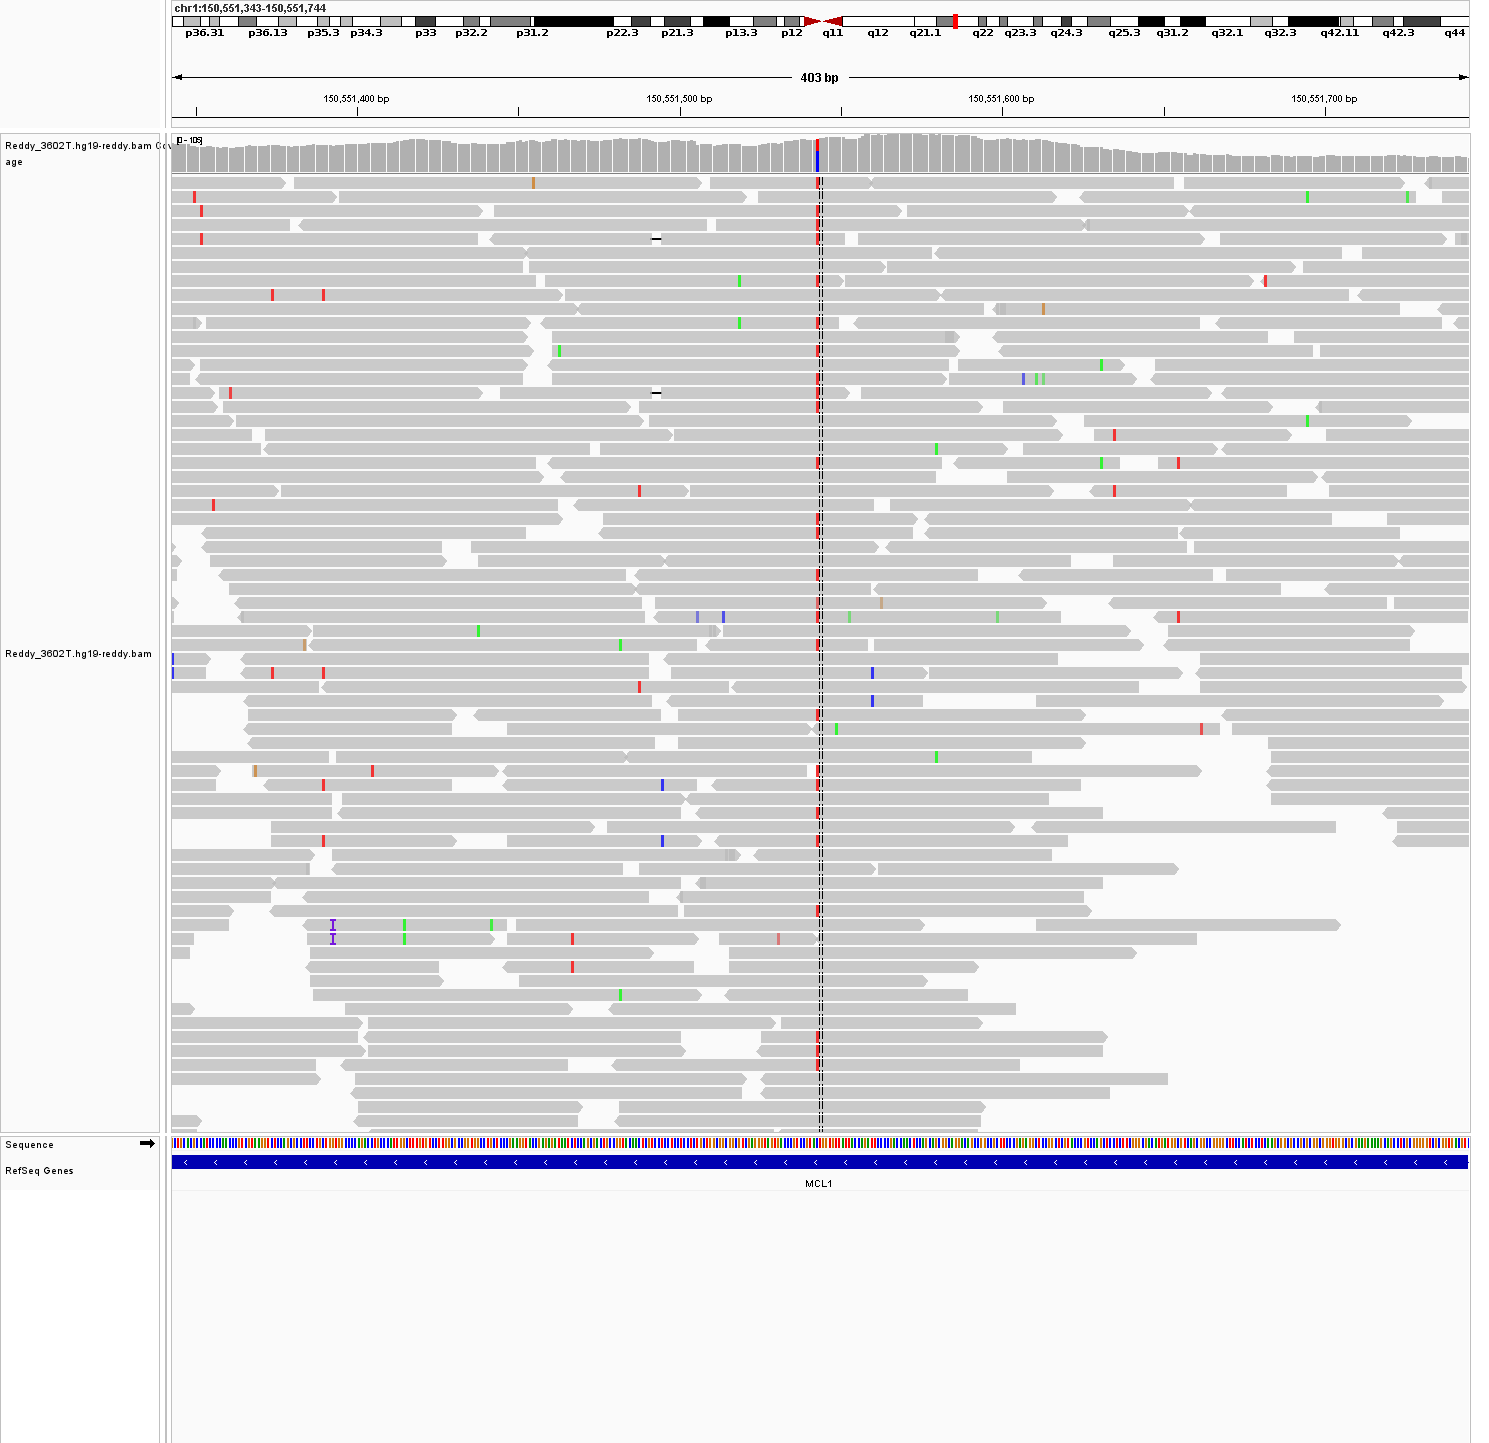 chr1:150,551,343-150,551,744
p36.31 p36.13 p35.3 p34.3 p33 p32.2 p31.2 p22.3 p21.3 p13.3 p12 q11 q12 q21.1 q22 q23.3 q24.3 q25.3 q31.2 q32.1 q32.3 q42.11 q42.3 q44
403 bp
150,551,400 bp 150,551,500 bp 150,551,600 bp 150,551,700 bp
[0 - 105]
Reddy_3602T.hg19-reddy.bam Cov
age
Reddy_3602T.hg19-reddy.bam
Sequence
RefSeq Genes
MCL1